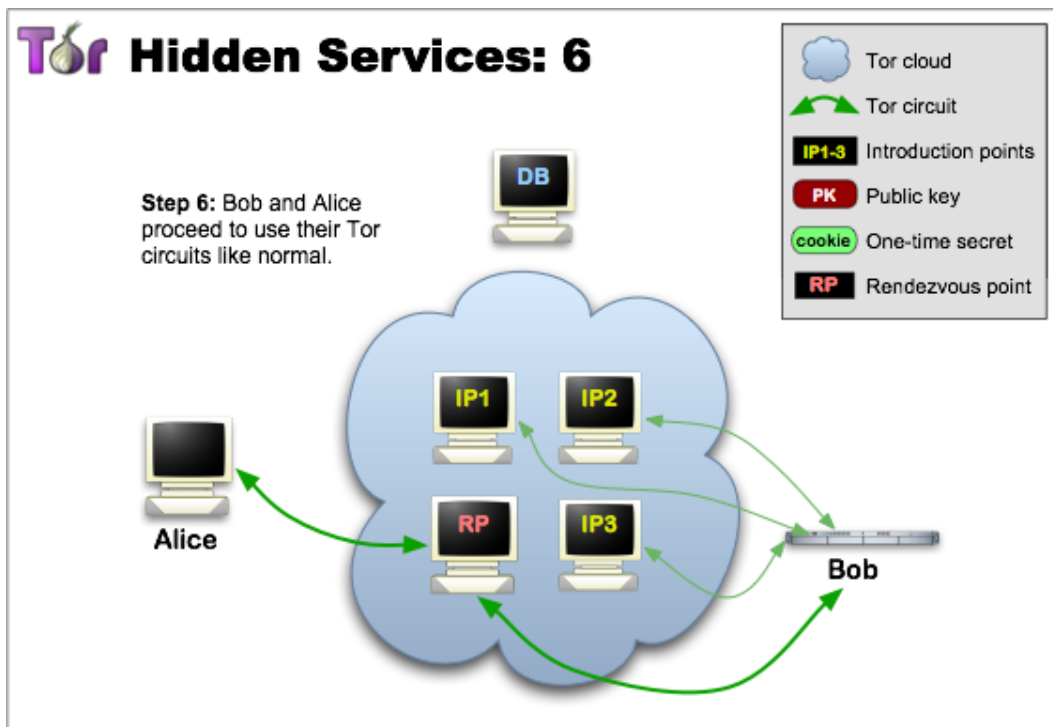 Tor Hidden Services: 6
Tor cloud
Tor circuit
IP1-3 Introduction points
PK Public key
cookie One-time secret
RP Rendezvous point
Step 6: Bob and Alice
proceed to use their Tor
circuits like normal.
DB
IP1 IP2
Alice
RP IP3
Bob